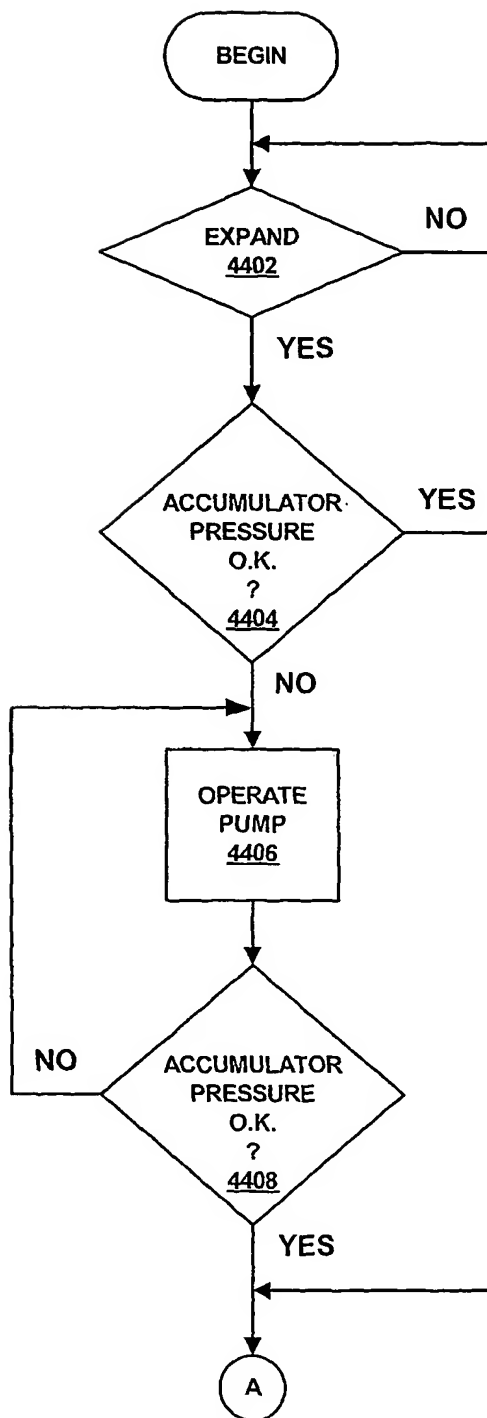 BEGIN
EXPAND
4402
NO
YES
ACCUMULATOR
PRESSURE
O.K.
?
4404
YES
NO
OPERATE
PUMP
4406
NO
ACCUMULATOR
PRESSURE
O.K.
?
4408
YES
A